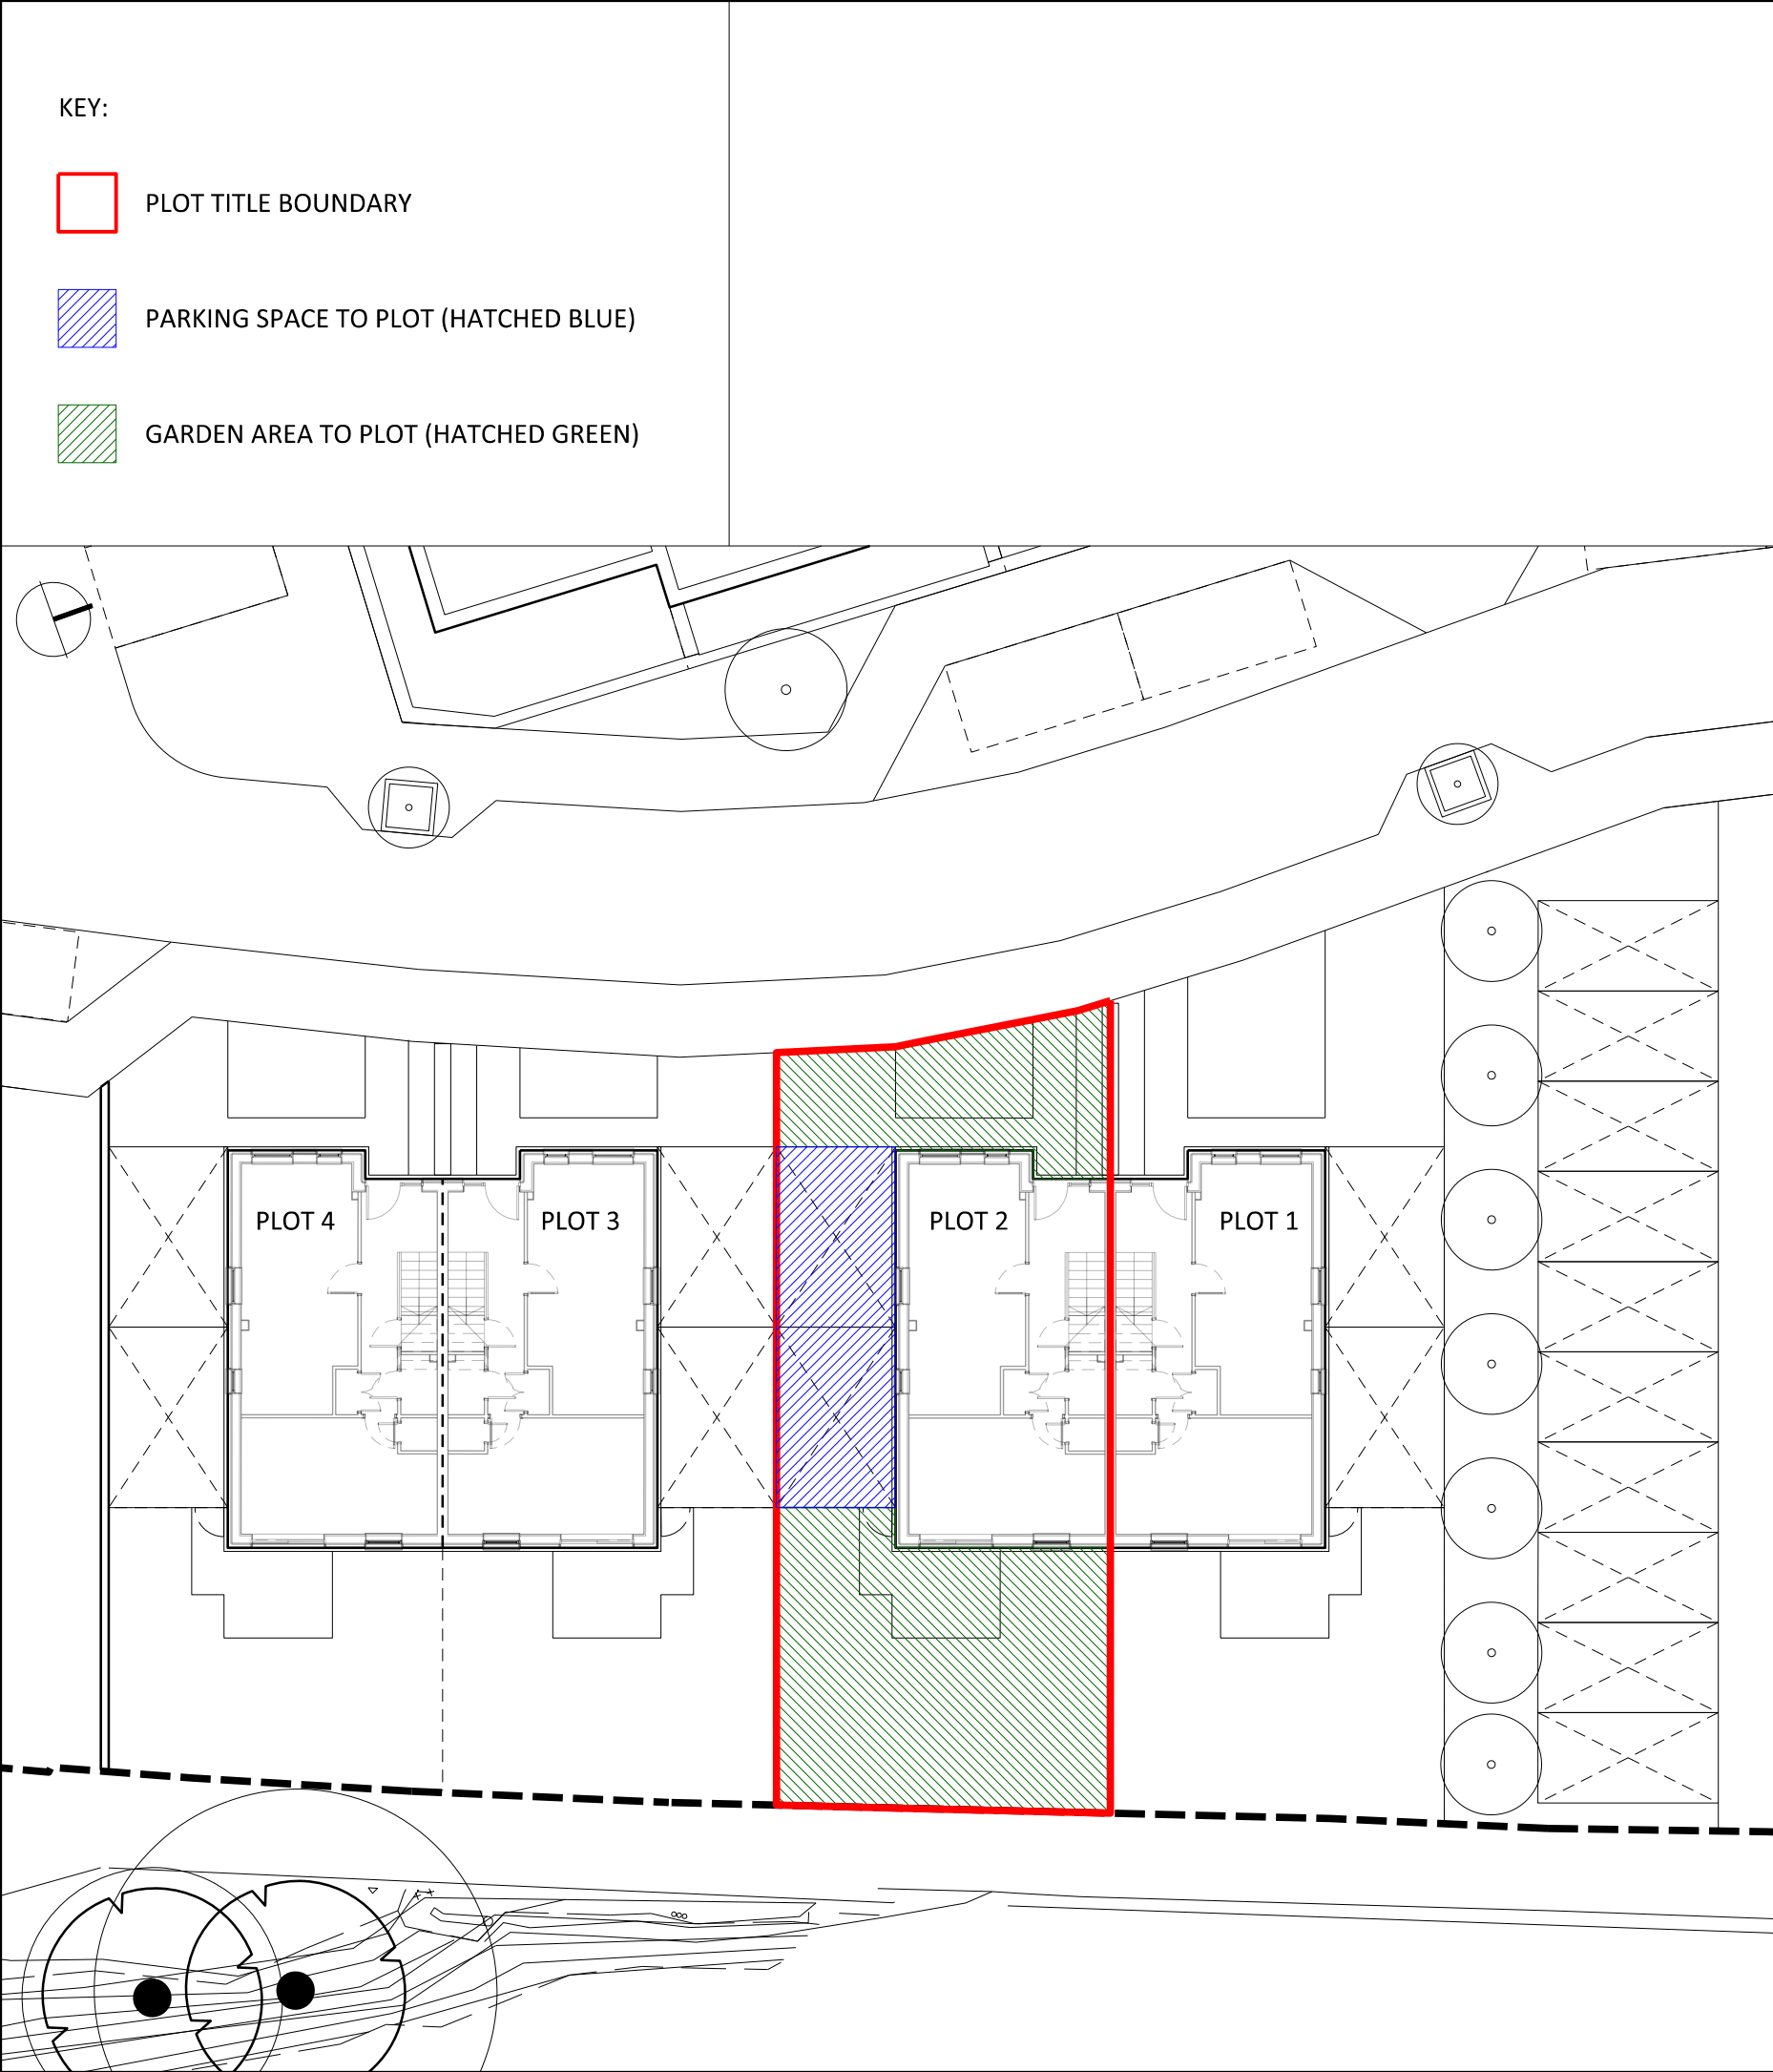 KEY:
PLOT TITLE BOUNDARY
PARKING SPACE TO PLOT (HATCHED BLUE)
GARDEN AREA TO PLOT (HATCHED GREEN)
PLOT 4
PLOT 3
PLOT 2
PLOT 1